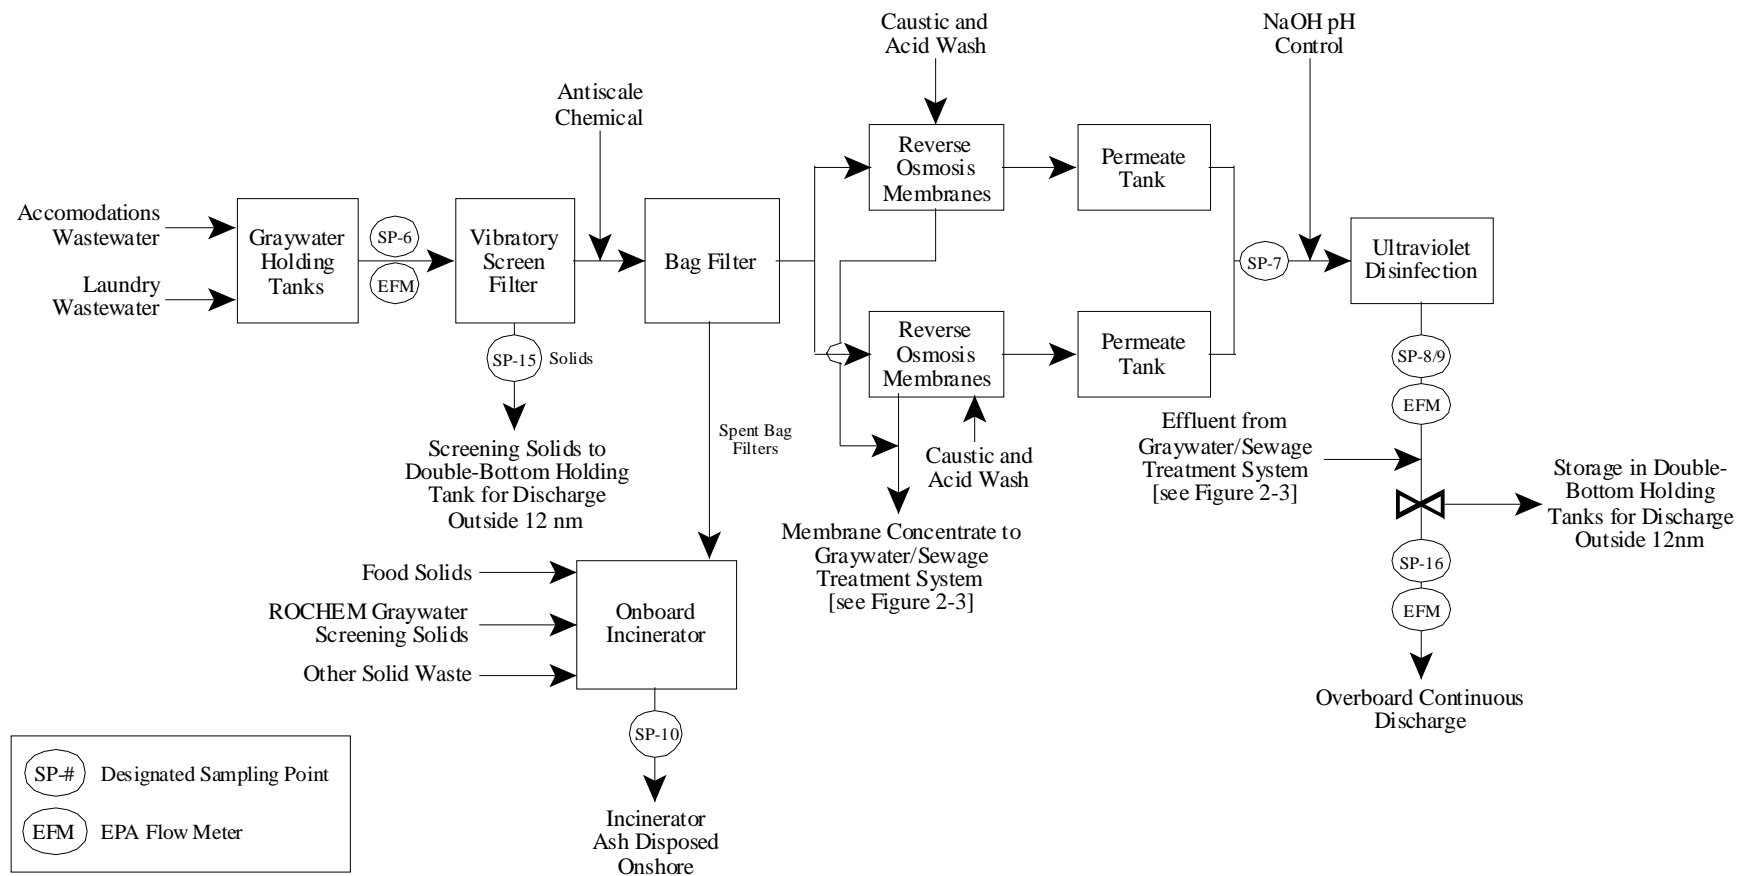 Caustic and
Acid Wash
NaOH pH
Control
Antiscale
Chemical
Accomodations
Wastewater
Laundry
Wastewater
Graywater
Holding
Tanks
SP-6
EFM
Vibratory
Screen
Filter
Bag Filter
Reverse
Osmosis
Membranes
Permeate
Tank
Reverse
Osmosis
Membranes
Permeate
Tank
SP-7
Ultraviolet
Disinfection
SP-15
Solids
Screening Solids to
Double-Bottom Holding
Tank for Discharge
Outside 12 nm
Spent Bag
Filters
Caustic and
Acid Wash
Membrane Concentrate to
Graywater/Sewage
Treatment System
[see Figure 2-3]
SP-8/9
EFM
Effluent from
Graywater/Sewage
Treatment System
[see Figure 2-3]
Storage in Double-
Bottom Holding
Tanks for Discharge
Outside 12nm
SP-16
EFM
Overboard Continuous
Discharge
Food Solids
ROCHEM Graywater
Screening Solids
Other Solid Waste
Onboard
Incinerator
SP-10
Incinerator
Ash Disposed
Onshore
SP-# Designated Sampling Point
EFM EPA Flow Meter